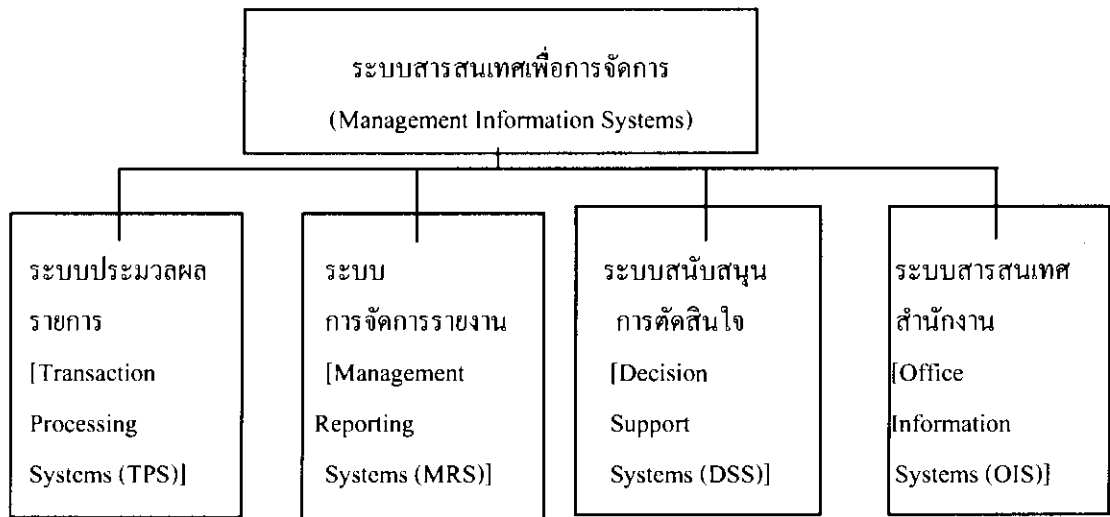 ระบบสารสนเทศเพื่อการจัดการ
(Management Information Systems)
ระบบประมวลผล
รายการ
[Transaction
Processing
Systems (TPS)]
ระบบ
การจัดการรายงาน
[Management
Reporting
Systems (MRS)]
ระบบสนับสนุน
การตัดสินใจ
[Decision
Support
Systems (DSS)]
ระบบสารสนเทศ
สำนักงาน
[Office
Information
Systems (OIS)]